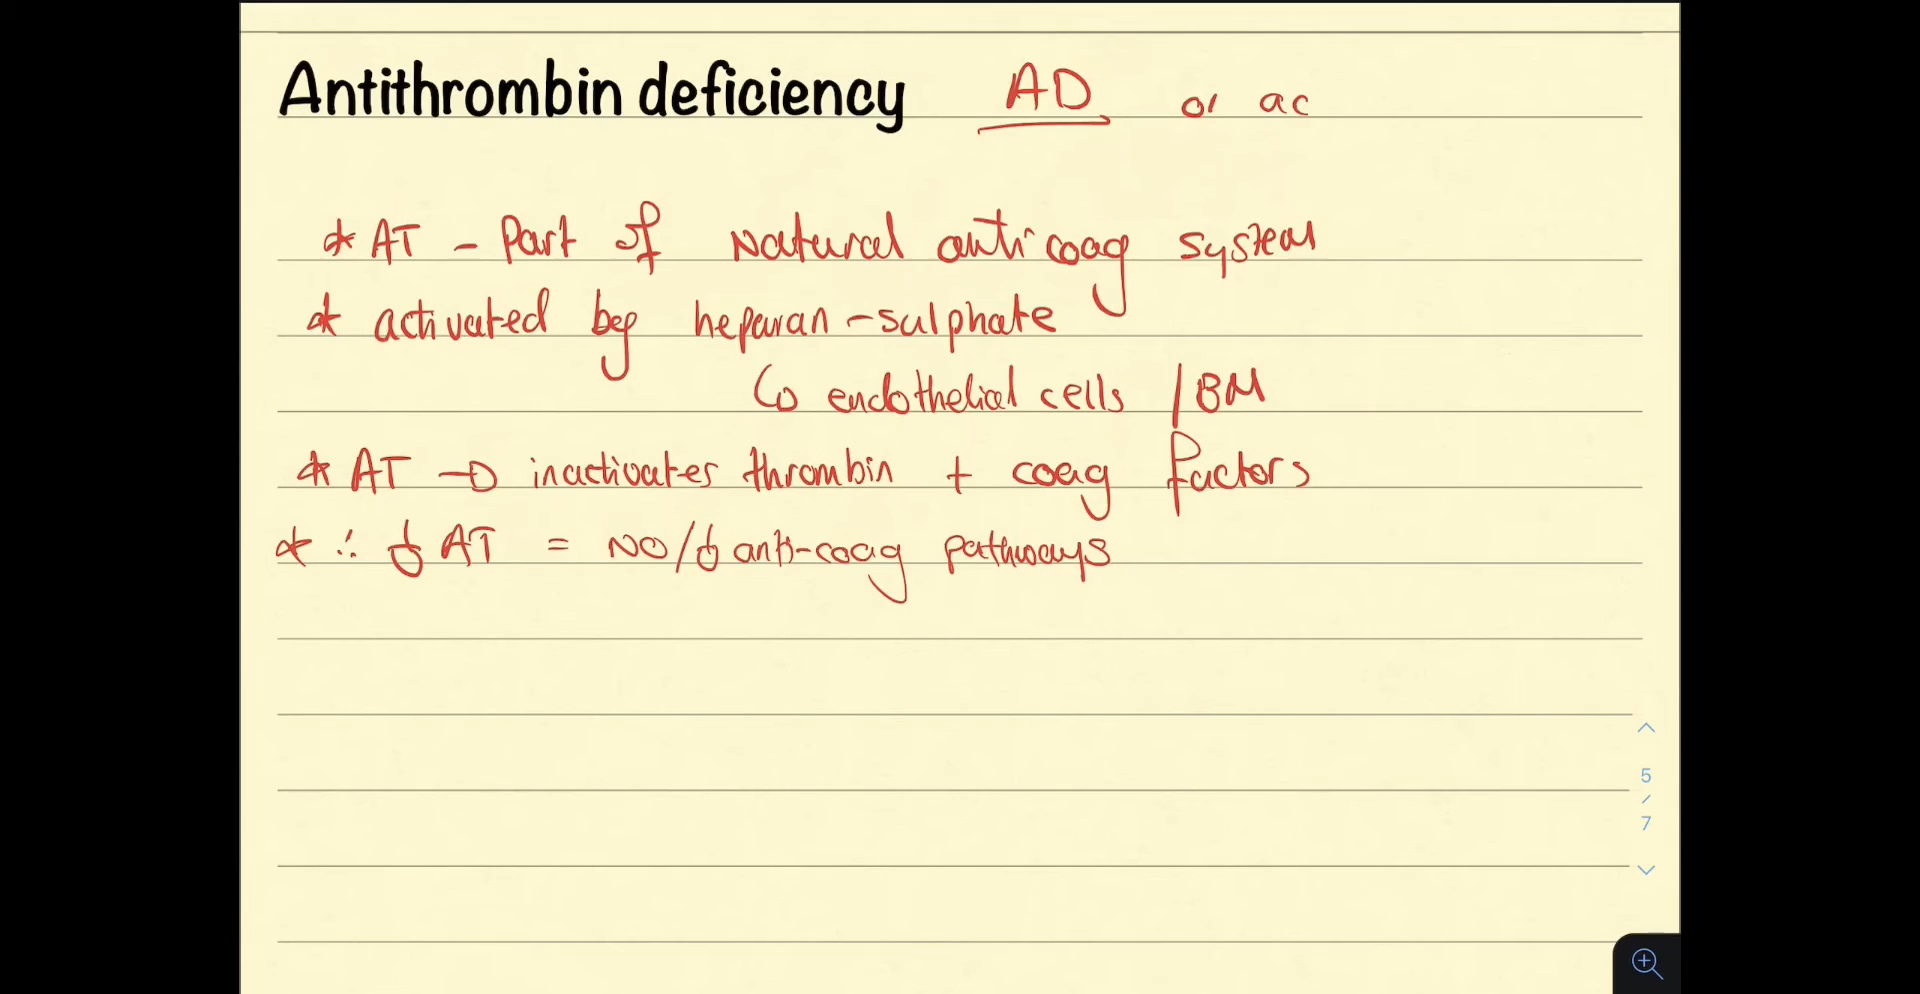 Antithrombin deficiency AD or ac
* AT - Part of Natural anti coag system
* activated by heparan-sulphate
↳ endothelial cells / BM
* AT → inactivates thrombin + coag factors
* ∴ ↓ AT = NO/↓ anti-coag pathways
5
/
7